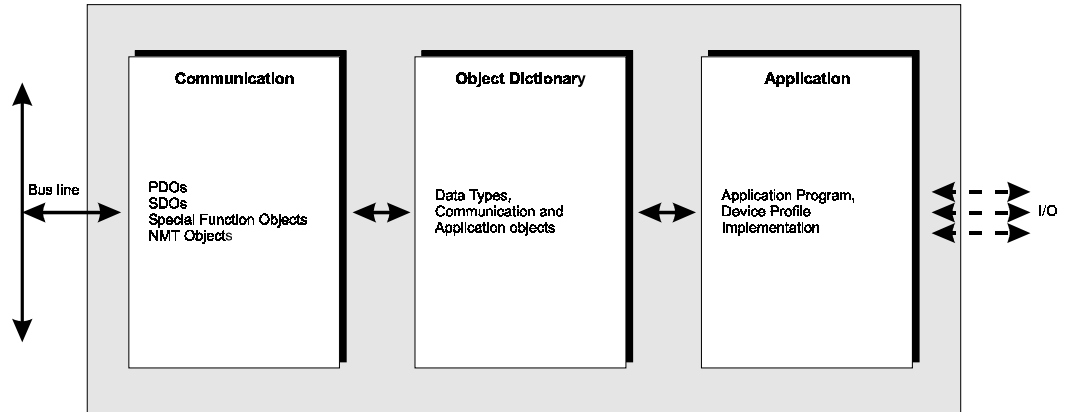 Communication
Object Dictionary
Application
Bus line
PDOs
SDOs
Special Function Objects
NMT Objects
Data Types,
Communication and
Application objects
Application Program,
Device Profile
Implementation
I/O